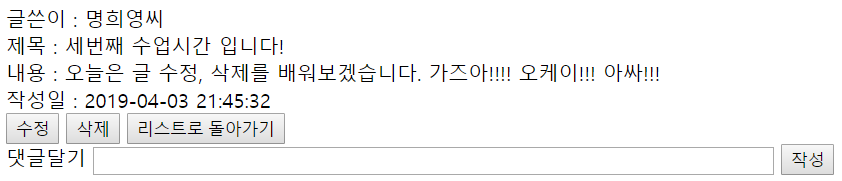 글쓴이 : 명희영씨
제목 : 세번째 수업시간 입니다!
내용 : 오늘은 글 수정, 삭제를 배워보겠습니다. 가즈아!!!! 오케이!!! 아싸!!!
작성일 : 2019-04-03 21:45:32
수정 삭제 리스트로 돌아가기
댓글달기 작성